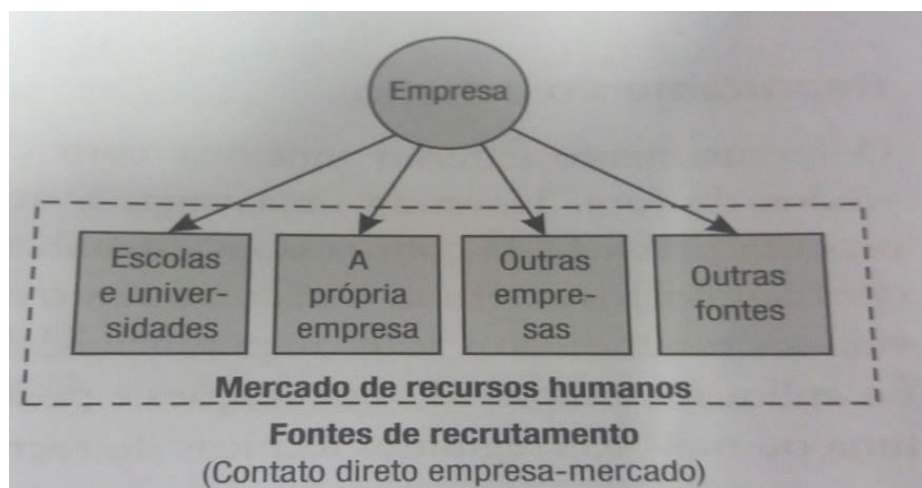 Empresa
Escolas
e univer-
sidades
A
própria
empresa
Outras
empre-
sas
Outras
fontes
Mercado de recursos humanos
Fontes de recrutamento
(Contato direto empresa-mercado)